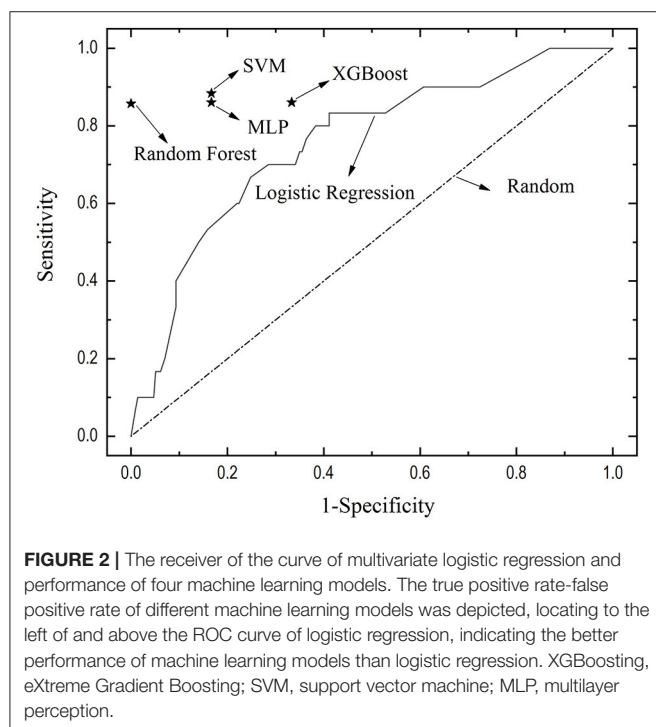 1.0
0.8
0.6
0.4
0.2
0.0
Sensitivity
SVM
XGBoost
MLP
Random Forest
Logistic Regression
Random
0.0 0.2 0.4 0.6 0.8 1.0
1-Specificity
FIGURE 2 | The receiver of the curve of multivariate logistic regression and
performance of four machine learning models. The true positive rate-false
positive rate of different machine learning models was depicted, locating to the
left of and above the ROC curve of logistic regression, indicating the better
performance of machine learning models than logistic regression. XGBoosting,
eXtreme Gradient Boosting; SVM, support vector machine; MLP, multilayer
perception.